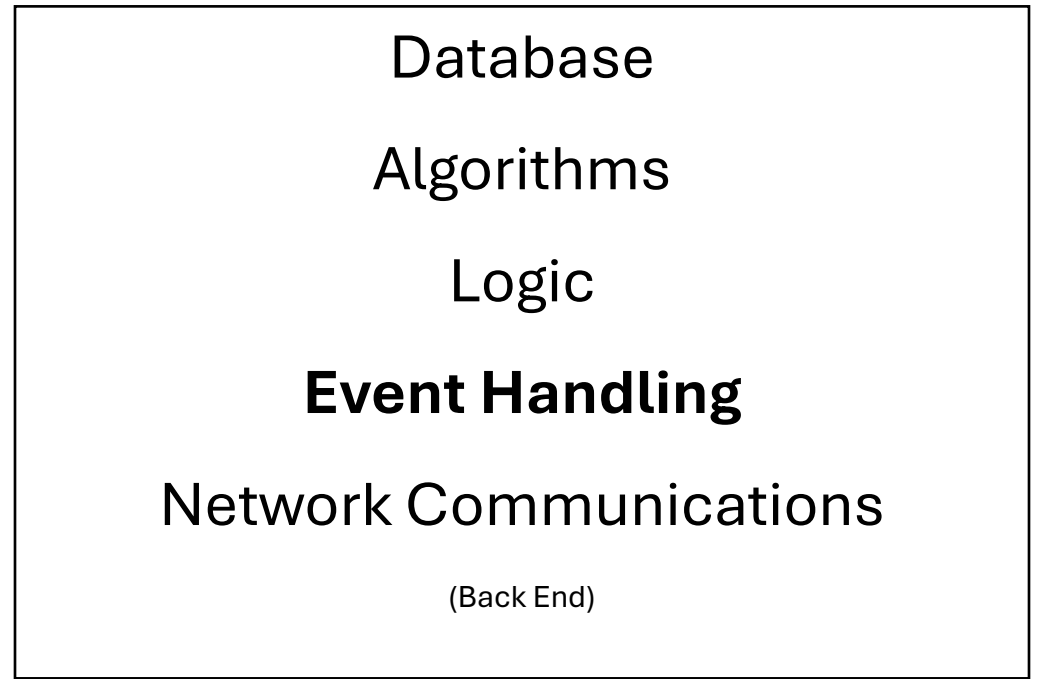 Database
Algorithms
Logic
Event Handling
Network Communications
(Back End)